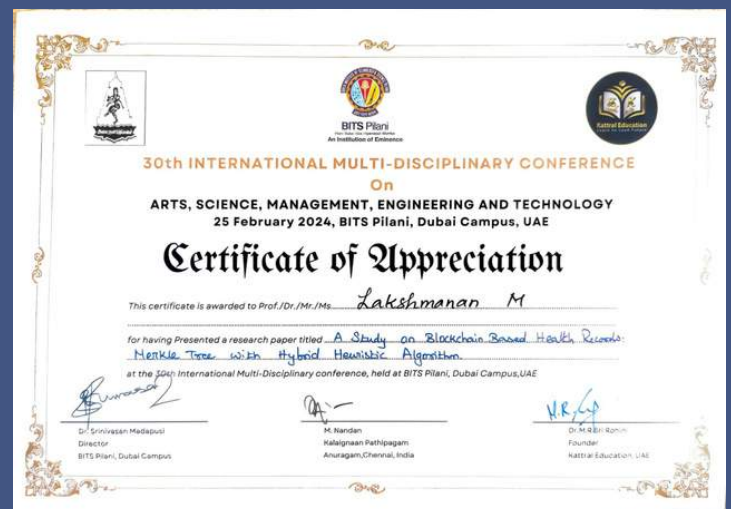 BITS Pilani
An Institution of Eminence
Kattral Education
30th INTERNATIONAL MULTI-DISCIPLINARY CONFERENCE
On
ARTS, SCIENCE, MANAGEMENT, ENGINEERING AND TECHNOLOGY
25 February 2024, BITS Pilani, Dubai Campus, UAE
Certificate of Appreciation
This certificate is awarded to Prof./Dr./Mr./Ms. Lakshmanan M
for having Presented a research paper titled A Study on Blockchain Based Health Records:
Merkle Tree with Hybrid Heuristic Algorithm.
at the 30th International Multi-Disciplinary conference, held at BITS Pilani, Dubai Campus,UAE
Dr. Srinivasan Madapusi
Director
BITS Pilani, Dubai Campus
M. Nandan
Kalaignaan Pathipagam
Anuragam,Chennai, India
Dr.M.R.Sri Rohini
Founder
Kattral Education, UAE